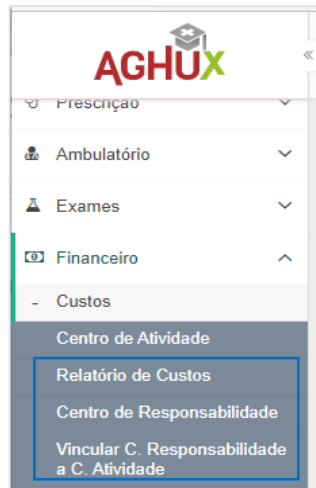 AGHUX
«
Prescrição
Ambulatório
Exames
Financeiro
- Custos
Centro de Atividade
Relatório de Custos
Centro de Responsabilidade
Vincular C. Responsabilidade
a C. Atividade